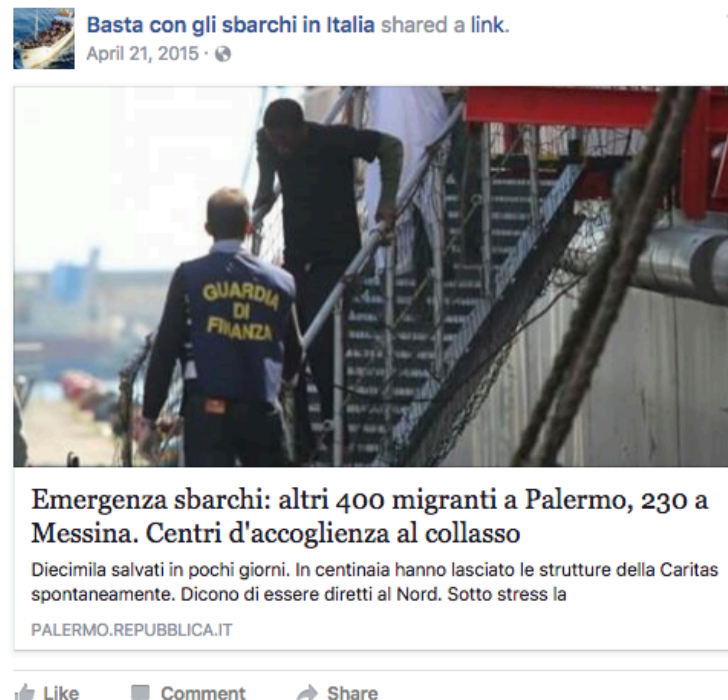 Basta con gli sbarchi in Italia shared a link.
April 21, 2015 ·
GUARDIA
DI
FINANZA
Emergenza sbarchi: altri 400 migranti a Palermo, 230 a
Messina. Centri d'accoglienza al collasso
Diecimila salvati in pochi giorni. In centinaia hanno lasciato le strutture della Caritas
spontaneamente. Dicono di essere diretti al Nord. Sotto stress la
PALERMO.REPUBBLICA.IT
Like Comment Share